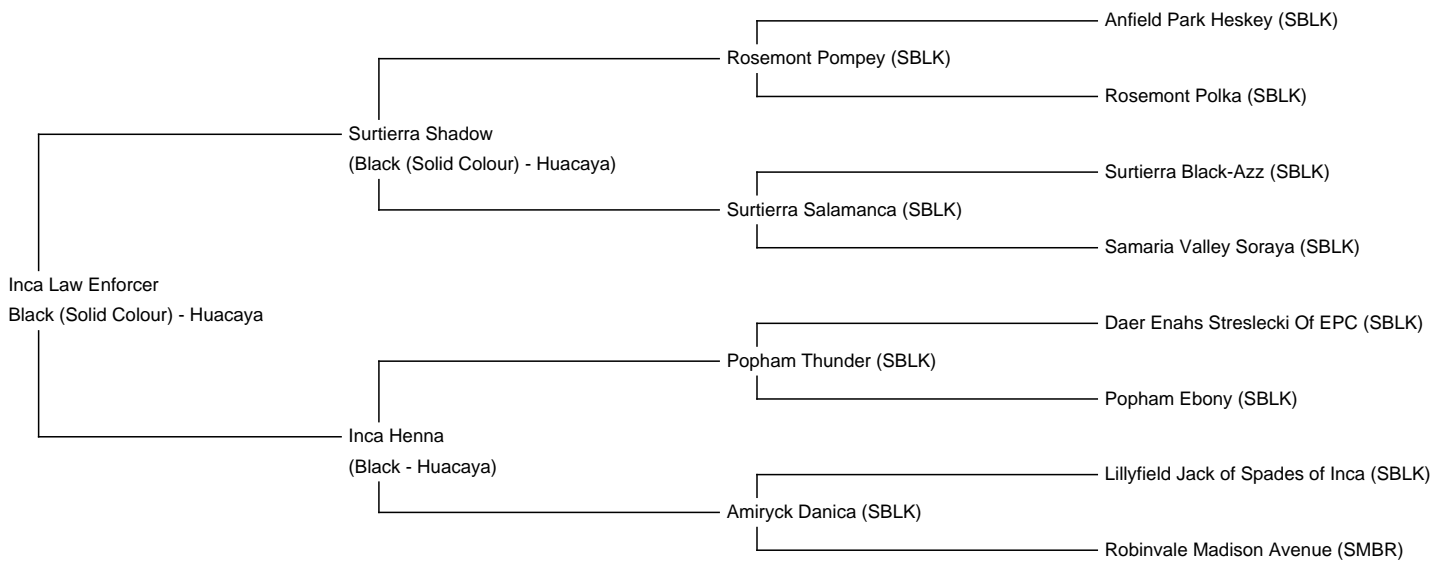 Anfield Park Heskey (SBLK)
Rosemont Pompey (SBLK)
Rosemont Polka (SBLK)
Surtierra Shadow
(Black (Solid Colour) - Huacaya)
Surtierra Black-Azz (SBLK)
Surtierra Salamanca (SBLK)
Samaria Valley Soraya (SBLK)
Inca Law Enforcer
Black (Solid Colour) - Huacaya
Daer Enahs Streslecki Of EPC (SBLK)
Popham Thunder (SBLK)
Popham Ebony (SBLK)
Inca Henna
(Black - Huacaya)
Lillyfield Jack of Spades of Inca (SBLK)
Amiryck Danica (SBLK)
Robinvale Madison Avenue (SMBR)